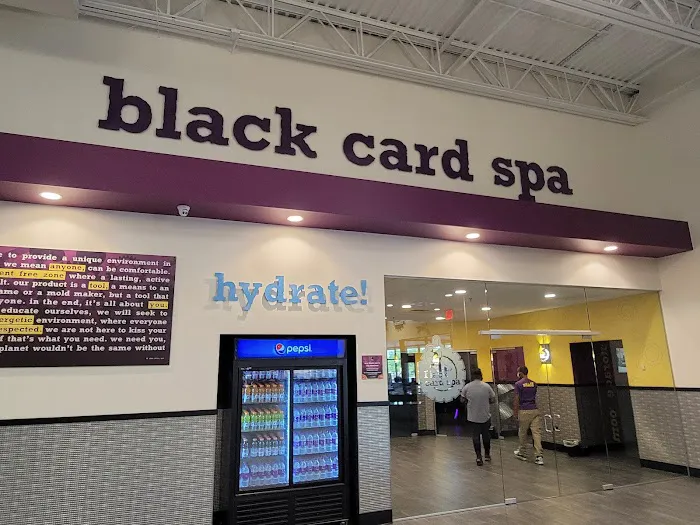 black card spa
e to provide a unique environment in
we mean anyone, can be comfortable.
ent free zone where a lasting, active
lt. our product is a tool, a means to an
ame or a mold maker, but a tool that
yone. in the end, it's all about you.
educate ourselves, we will seek to
ergetic environment, where everyone
espected. we are not here to kiss your
f that's what you need. we need you,
planet wouldn't be the same without
hydrate!
pepsi
card spa